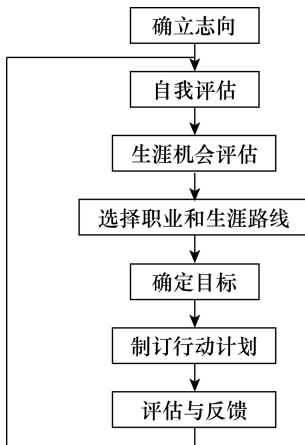 确立志向
自我评估
生涯机会评估
选择职业和生涯路线
确定目标
制订行动计划
评估与反馈